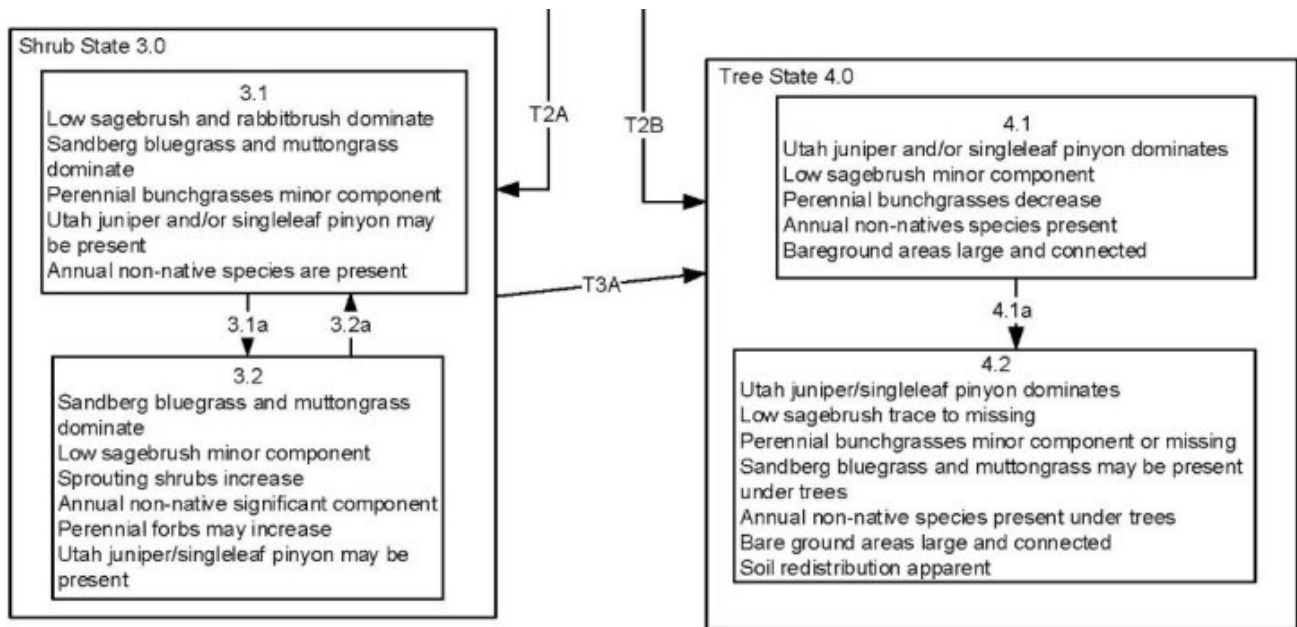 Shrub State 3.0
3.1
Low sagebrush and rabbitbrush dominate
Sandberg bluegrass and muttongrass
dominate
Perennial bunchgrasses minor component
Utah juniper and/or singleleaf pinyon may
be present
Annual non-native species are present
3.1a
3.2a
3.2
Sandberg bluegrass and muttongrass
dominate
Low sagebrush minor component
Sprouting shrubs increase
Annual non-native significant component
Perennial forbs may increase
Utah juniper/singleleaf pinyon may be
present
T2A
T2B
T3A
Tree State 4.0
4.1
Utah juniper and/or singleleaf pinyon dominates
Low sagebrush minor component
Perennial bunchgrasses decrease
Annual non-natives species present
Bareground areas large and connected
4.1a
4.2
Utah juniper/singleleaf pinyon dominates
Low sagebrush trace to missing
Perennial bunchgrasses minor component or missing
Sandberg bluegrass and muttongrass may be present
under trees
Annual non-native species present under trees
Bare ground areas large and connected
Soil redistribution apparent